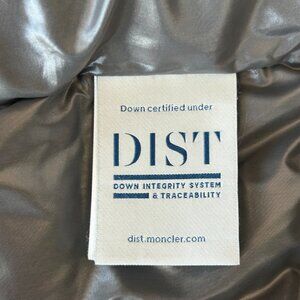 Down certified under
DIST
DOWN INTEGRITY SYSTEM
& TRACEABILITY
dist.moncler.com